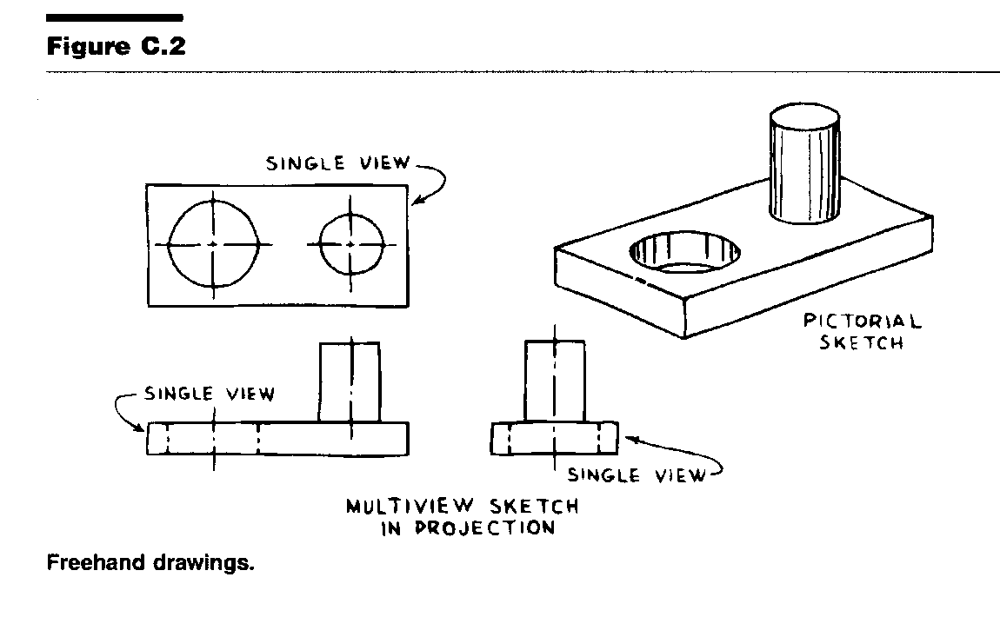 Figure C.2
SINGLE VIEW
PICTORIAL
SKETCH
SINGLE VIEW
SINGLE VIEW
MULTIVIEW SKETCH
IN PROJECTION
Freehand drawings.